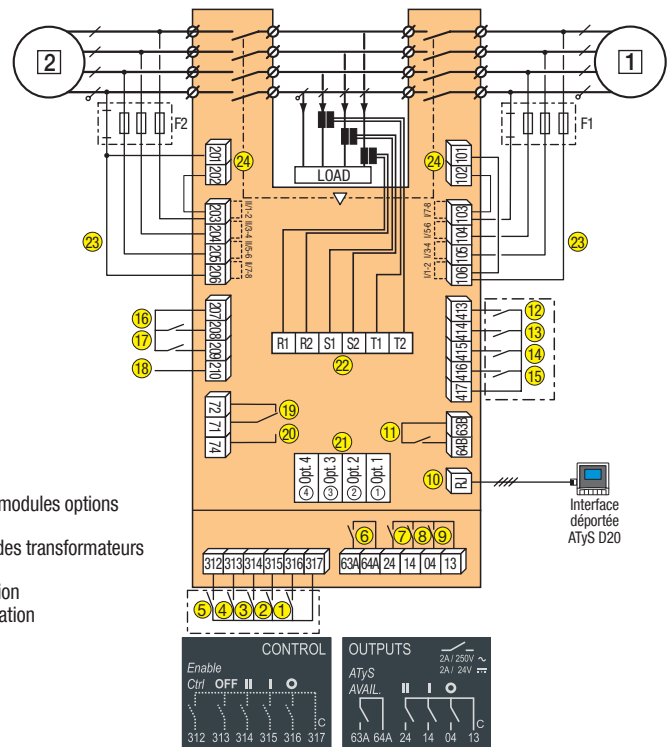 2
1
F2
F1
201
202
24
24
101
102
LOAD
203
204
205
206
II/1-2
II/3-4
II/5-6
I/7-8
I/7-8
I/5-6
I/3-4
I/1-2
103
104
105
106
23
23
16
17
18
207
208
209
210
413
414
415
416
417
12
13
14
15
R1 R2 S1 S2 T1 T2
22
72
71
74
19
20
11
63B
64B
21
4 Opt. 4
3 Opt. 3
2 Opt. 2
1 Opt. 1
10
RJ
Interface
déportée
ATyS D20
modules options
des transformateurs
ion
ation
6 7 8 9
312 313 314 315 316 317
63A 64A 24 14 04 13
5 4 3 2 1
CONTROL
Enable
Ctrl OFF II I O
C
312 313 314 315 316 317
OUTPUTS
2A / 250V ~
2A / 24V ⎓
ATyS
AVAIL. II I O
C
63A 64A 24 14 04 13